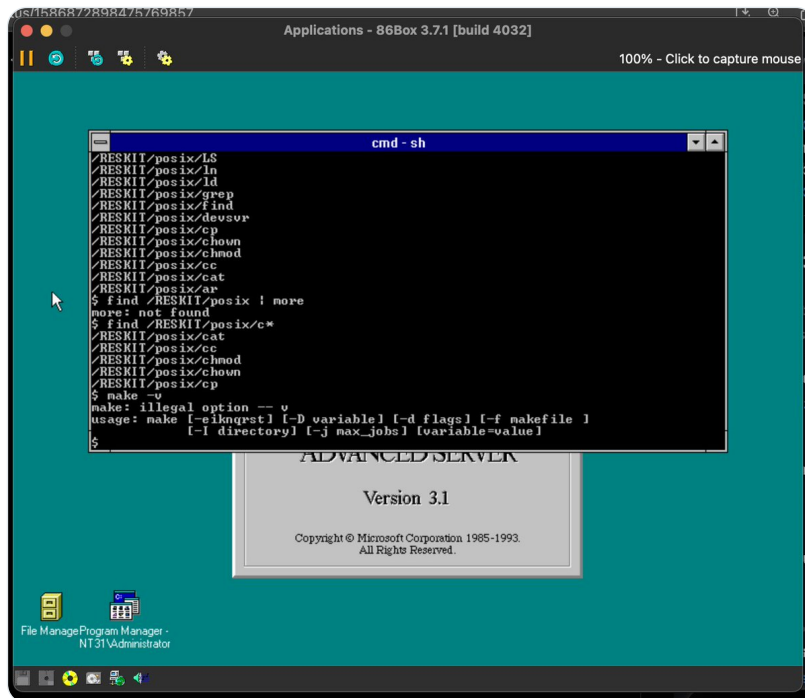 us/1586872898475769857
Applications - 86Box 3.7.1 [build 4032]
100% - Click to capture mouse
cmd - sh
/RESKIT/posix/LS
/RESKIT/posix/ln
/RESKIT/posix/ld
/RESKIT/posix/grep
/RESKIT/posix/find
/RESKIT/posix/devsvr
/RESKIT/posix/cp
/RESKIT/posix/chown
/RESKIT/posix/chmod
/RESKIT/posix/cc
/RESKIT/posix/cat
/RESKIT/posix/ar
$ find /RESKIT/posix | more
more: not found
$ find /RESKIT/posix/c*
/RESKIT/posix/cat
/RESKIT/posix/cc
/RESKIT/posix/chmod
/RESKIT/posix/chown
/RESKIT/posix/cp
$ make -v
make: illegal option -- v
usage: make [-eiknqrst] [-D variable] [-d flags] [-f makefile ]
[-I directory] [-j max_jobs] [variable=value]
$
ADVANCED SERVER
Version 3.1
Copyright © Microsoft Corporation 1985-1993.
All Rights Reserved.
File Manage
Program Manager -
NT31\Administrator